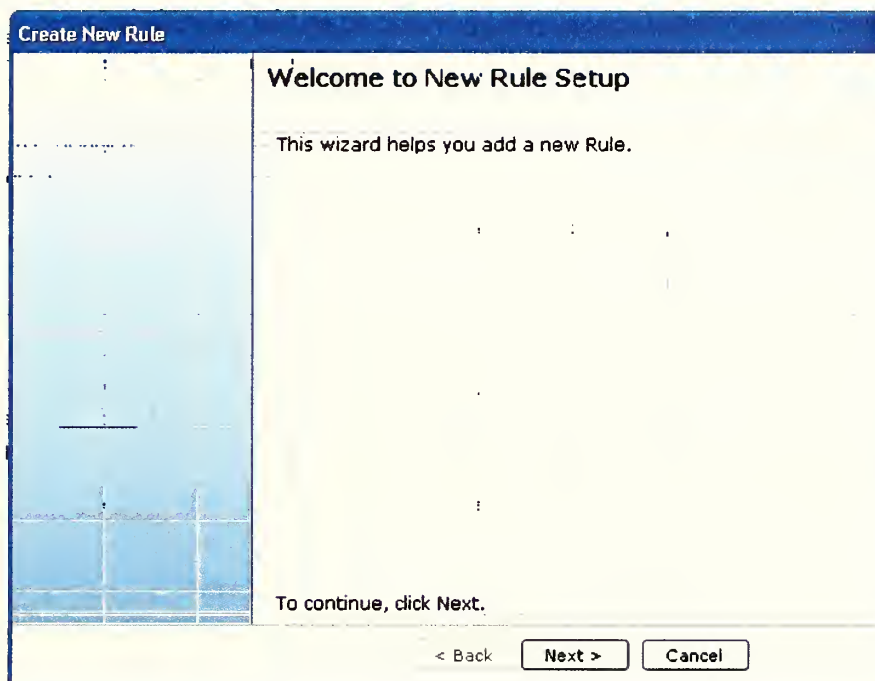 Create New Rule
Welcome to New Rule Setup
This wizard helps you add a new Rule.
To continue, click Next.
< Back Next > Cancel